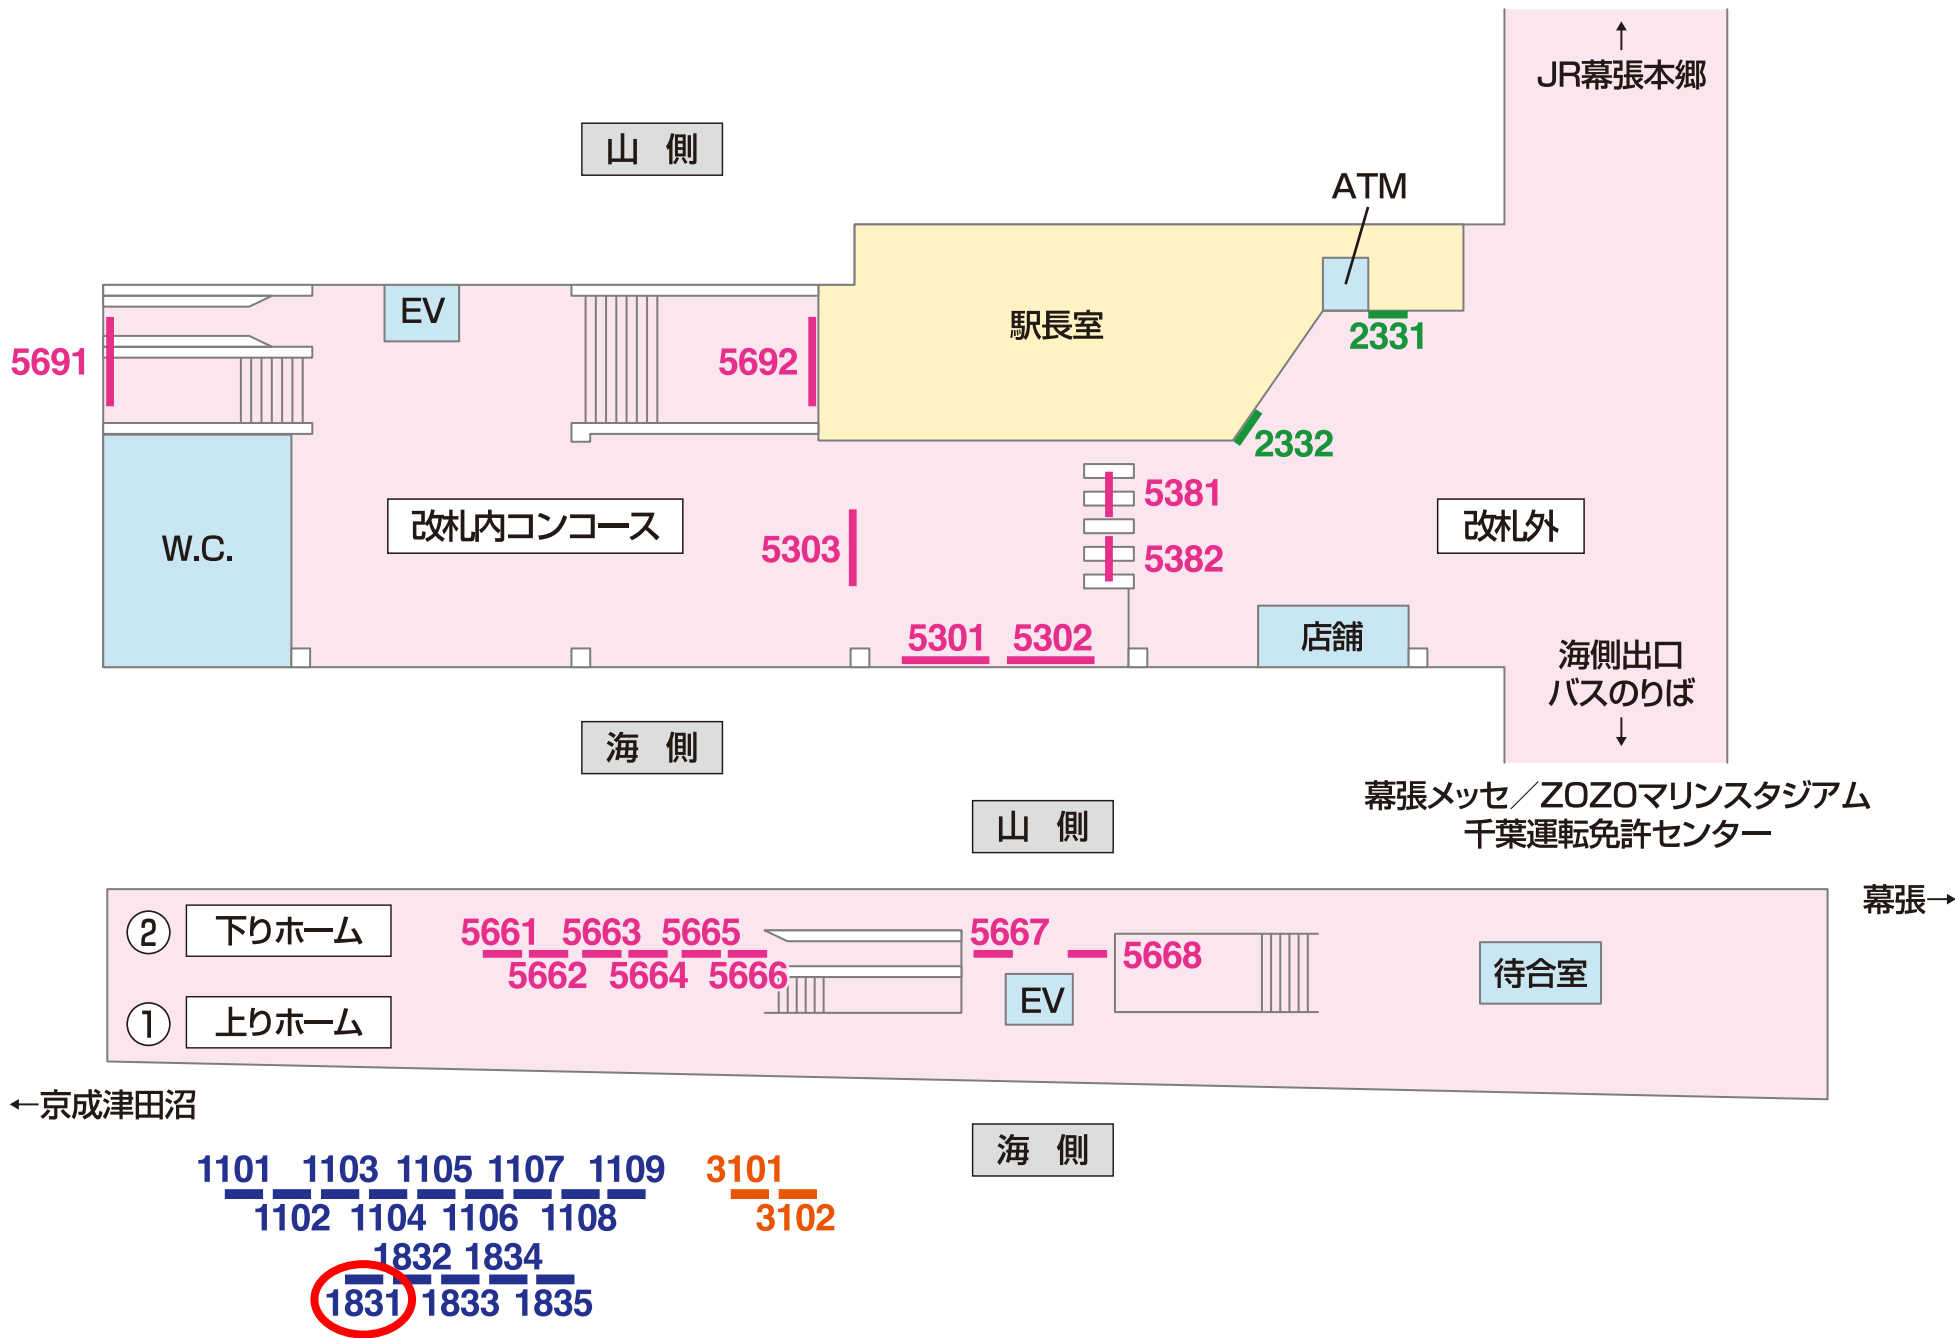 ↑
JR幕張本郷
山 側
ATM
EV
駅長室
2331
5691
5692
2332
5381
改札内コンコース
改札外
W.C.
5303
5382
5301 5302
店舗
海側出口
バスのりば
↓
海 側
幕張メッセ／ZOZOマリンスタジアム
千葉運転免許センター
山 側
幕張→
② 下りホーム
5661 5663 5665 5667
5662 5664 5666 5668
EV
待合室
① 上りホーム
←京成津田沼
海 側
1101 1103 1105 1107 1109 3101
1102 1104 1106 1108 3102
1832 1834
1831 1833 1835